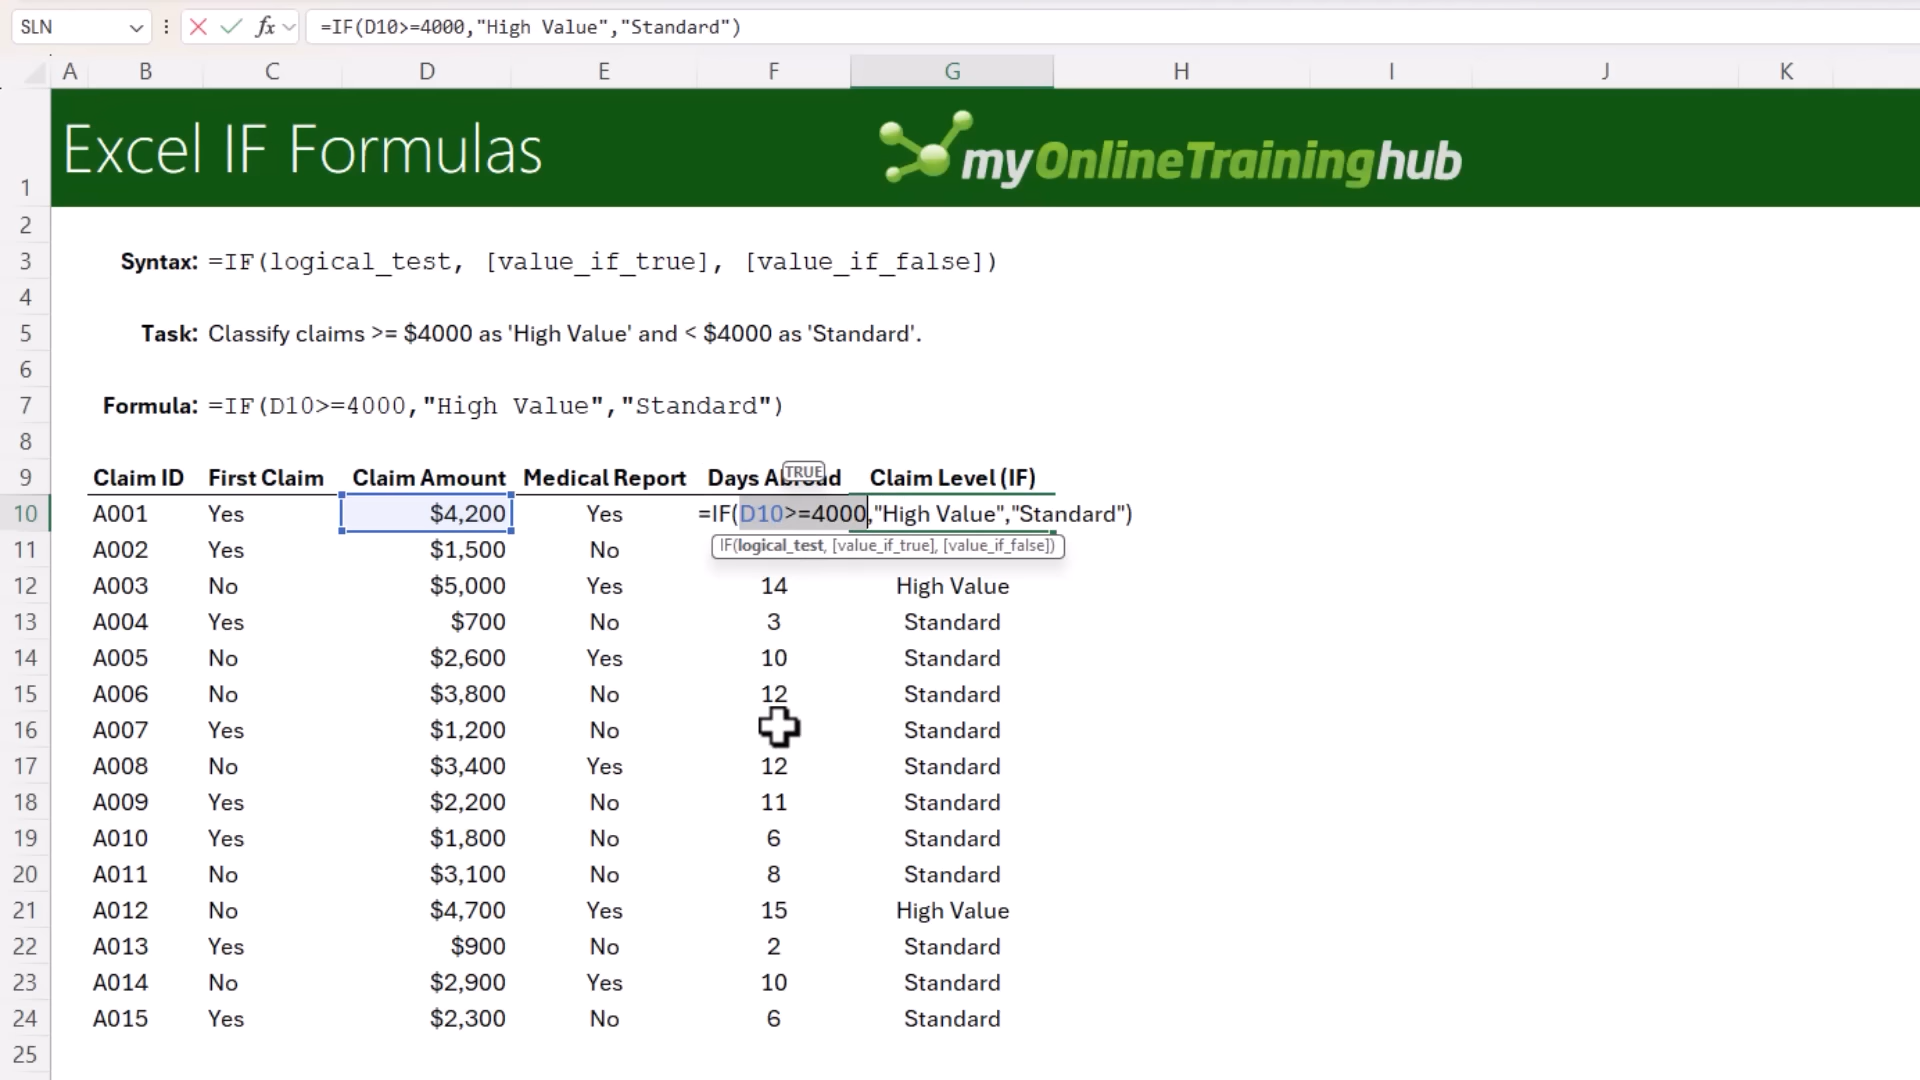 SLN fx =IF(D10>=4000,"High Value","Standard")
A B C D E F G H I J K
1 Excel IF Formulas myOnlineTraininghub
2
3 Syntax: =IF(logical_test, [value_if_true], [value_if_false])
4
5 Task: Classify claims >= $4000 as 'High Value' and < $4000 as 'Standard'.
6
7 Formula: =IF(D10>=4000,"High Value","Standard")
8
TRUE
9 Claim ID First Claim Claim Amount Medical Report Days Abroad Claim Level (IF)
10 A001 Yes $4,200 Yes =IF(D10>=4000,"High Value","Standard")
11 A002 Yes $1,500 No
IF(logical_test, [value_if_true], [value_if_false])
12 A003 No $5,000 Yes 14 High Value
13 A004 Yes $700 No 3 Standard
14 A005 No $2,600 Yes 10 Standard
15 A006 No $3,800 No 12 Standard
16 A007 Yes $1,200 No Standard
17 A008 No $3,400 Yes 12 Standard
18 A009 Yes $2,200 No 11 Standard
19 A010 Yes $1,800 No 6 Standard
20 A011 No $3,100 No 8 Standard
21 A012 No $4,700 Yes 15 High Value
22 A013 Yes $900 No 2 Standard
23 A014 No $2,900 Yes 10 Standard
24 A015 Yes $2,300 No 6 Standard
25